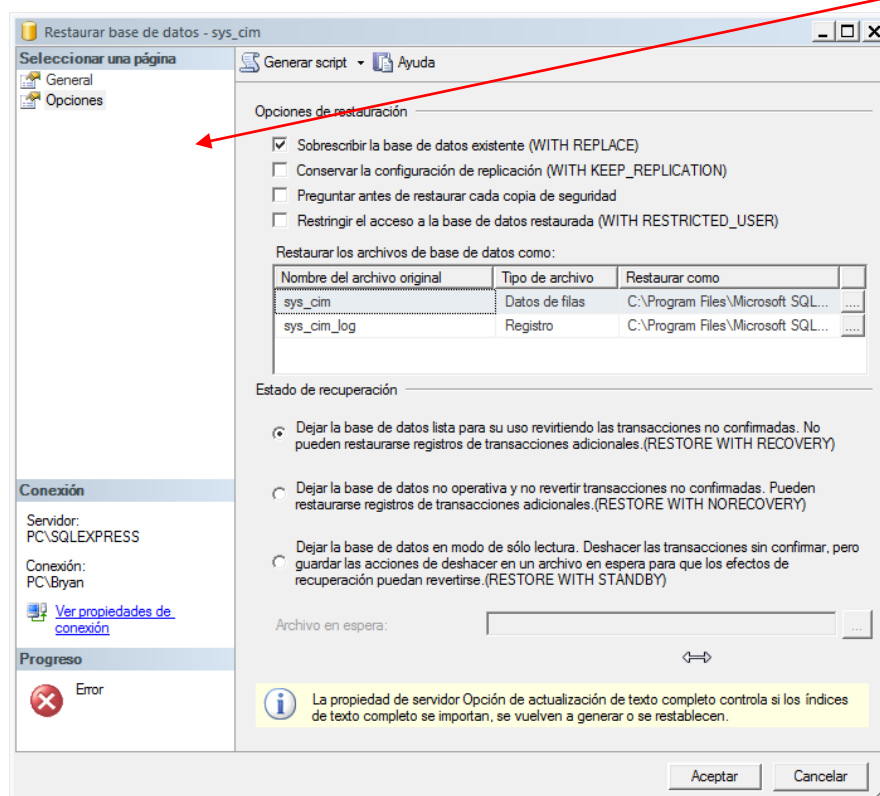 Restaurar base de datos - sys_cim
Seleccionar una página
General
Opciones
Generar script
Ayuda
Opciones de restauración
Sobrescribir la base de datos existente (WITH REPLACE)
Conservar la configuración de replicación (WITH KEEP_REPLICATION)
Preguntar antes de restaurar cada copia de seguridad
Restringir el acceso a la base de datos restaurada (WITH RESTRICTED_USER)
Restaurar los archivos de base de datos como:
Nombre del archivo original Tipo de archivo Restaurar como
sys_cim Datos de filas C:\Program Files\Microsoft SQL... ...
sys_cim_log Registro C:\Program Files\Microsoft SQL... ...
Estado de recuperación
Dejar la base de datos lista para su uso revirtiendo las transacciones no confirmadas. No
pueden restaurarse registros de transacciones adicionales.(RESTORE WITH RECOVERY)
Dejar la base de datos no operativa y no revertir transacciones no confirmadas. Pueden
restaurarse registros de transacciones adicionales.(RESTORE WITH NORECOVERY)
Dejar la base de datos en modo de sólo lectura. Deshacer las transacciones sin confirmar, pero
guardar las acciones de deshacer en un archivo en espera para que los efectos de
recuperación puedan revertirse.(RESTORE WITH STANDBY)
Archivo en espera: ...
La propiedad de servidor Opción de actualización de texto completo controla si los índices
de texto completo se importan, se vuelven a generar o se restablecen.
Conexión
Servidor:
PC\SQLEXPRESS
Conexión:
PC\Bryan
Ver propiedades de
conexión
Progreso
Error
Aceptar
Cancelar